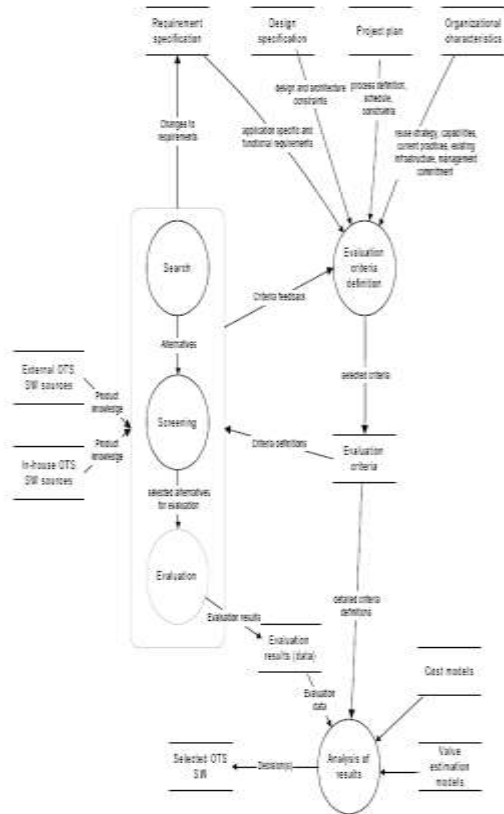 Requirement
specification
Design
specification
Project plan
Organizational
characteristics
design and architecture
constraints
process definition,
schedule,
constraints
Changes to
requirements
application specific and
functional requirements
reuse strategy, capabilities,
current practices, existing
infrastructure, management
commitment
Search
Evaluation
criteria
definition
Criteria feedback
Alternatives
External OTS
SW sources
Product
knowledge
selected criteria
Screening
In-house OTS
SW sources
Product
knowledge
Criteria definitions
Evaluation
criteria
selected alternatives
for evaluation
Evaluation
detailed criteria
definitions
Evaluation results
Evaluation
results (data)
Cost models
Evaluation
data
Selected OTS
SW
Decision(s)
Analysis of
results
Value
estimation
models